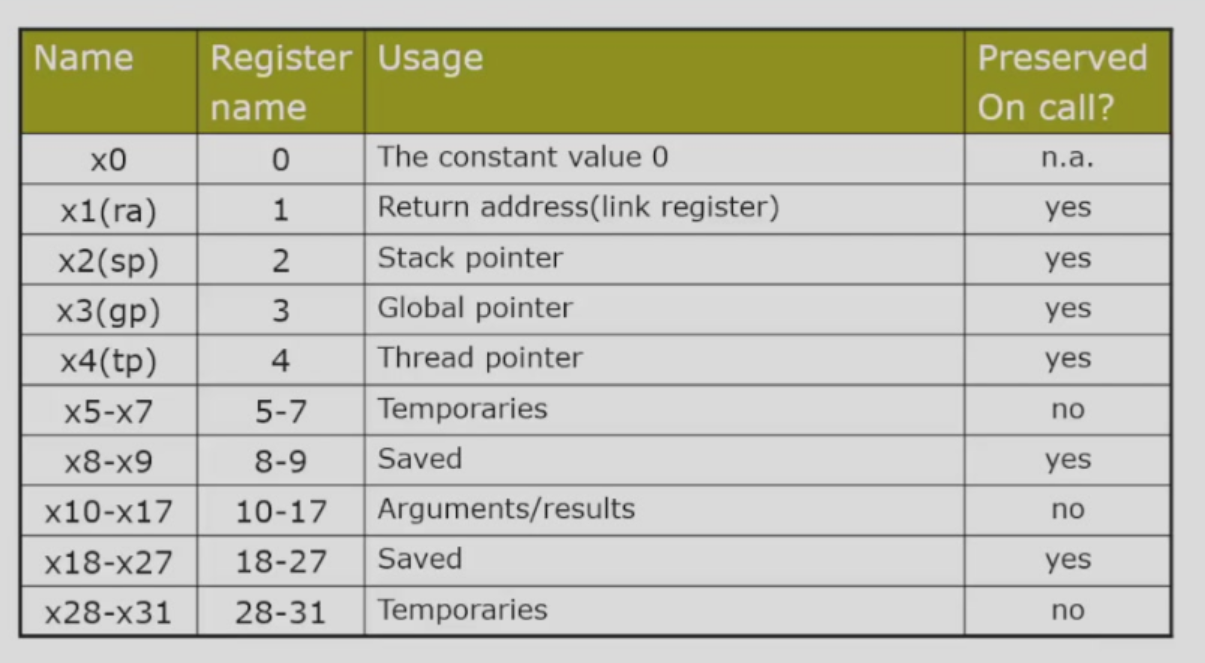 Name Register name Usage Preserved On call?
x0 0 The constant value 0 n.a.
x1(ra) 1 Return address(link register) yes
x2(sp) 2 Stack pointer yes
x3(gp) 3 Global pointer yes
x4(tp) 4 Thread pointer yes
x5-x7 5-7 Temporaries no
x8-x9 8-9 Saved yes
x10-x17 10-17 Arguments/results no
x18-x27 18-27 Saved yes
x28-x31 28-31 Temporaries no